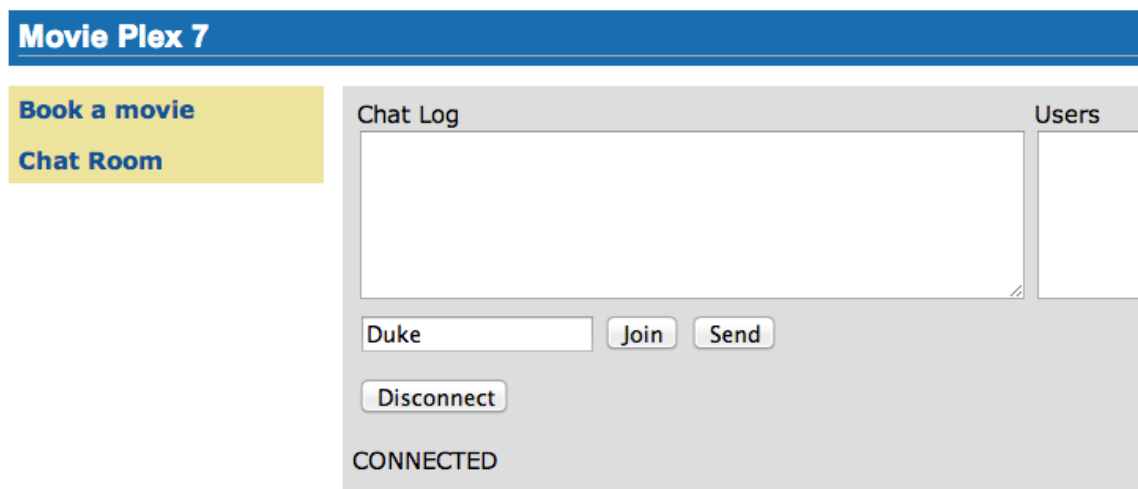 Movie Plex 7
Book a movie
Chat Room
Chat Log Users
Duke Join Send
Disconnect
CONNECTED